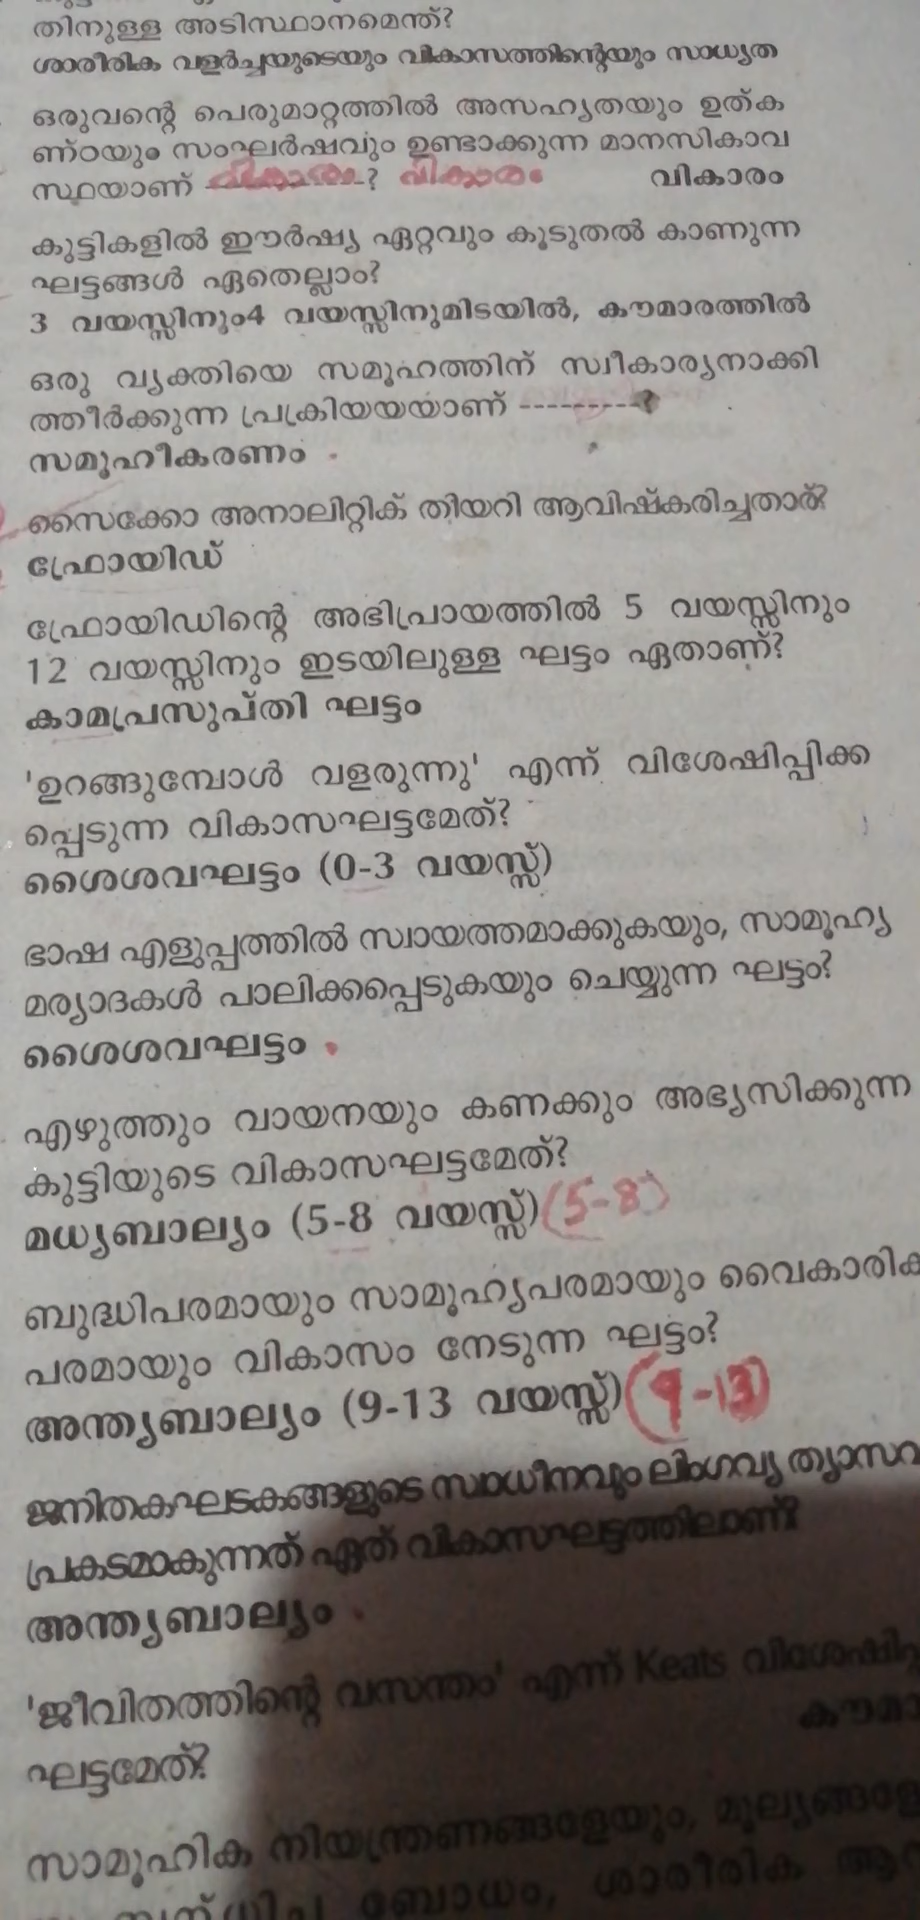 തിനുള്ള അടിസ്ഥാനമെന്ത്?
ശാരീരിക വളർച്ചയുടെയും വികാസത്തിന്റെയും സാധ്യത
ഒരുവന്റെ പെരുമാറ്റത്തിൽ അസഹ്യതയും ഉത്ക
ണ്ഠയും സംഘർഷവും ഉണ്ടാക്കുന്ന മാനസികാവ
സ്ഥയാണ് വികാരം ? വികാരം വികാരം
കുട്ടികളിൽ ഈർഷ്യ ഏറ്റവും കൂടുതൽ കാണുന്ന
ഘട്ടങ്ങൾ ഏതെല്ലാം?
3 വയസ്സിനും4 വയസ്സിനുമിടയിൽ, കൗമാരത്തിൽ
ഒരു വ്യക്തിയെ സമൂഹത്തിന് സ്വീകാര്യനാക്കി
ത്തീർക്കുന്ന പ്രക്രിയയയാണ് ---------?
സമൂഹീകരണം
സൈക്കോ അനാലിറ്റിക് തിയറി ആവിഷ്കരിച്ചതാര്?
ഫ്രോയിഡ്
ഫ്രോയിഡിന്റെ അഭിപ്രായത്തിൽ 5 വയസ്സിനും
12 വയസ്സിനും ഇടയിലുള്ള ഘട്ടം ഏതാണ്?
കാമപ്രസുപ്തി ഘട്ടം
'ഉറങ്ങുമ്പോൾ വളരുന്നു' എന്ന് വിശേഷിപ്പിക്ക
പ്പെടുന്ന വികാസഘട്ടമേത്?
ശൈശവഘട്ടം (0-3 വയസ്സ്)
ഭാഷ എളുപ്പത്തിൽ സ്വായത്തമാക്കുകയും, സാമൂഹ്യ
മര്യാദകൾ പാലിക്കപ്പെടുകയും ചെയ്യുന്ന ഘട്ടം?
ശൈശവഘട്ടം
എഴുത്തും വായനയും കണക്കും അഭ്യസിക്കുന്ന
കുട്ടിയുടെ വികാസഘട്ടമേത്?
മധ്യബാല്യം (5-8 വയസ്സ്) (5-8)
ബുദ്ധിപരമായും സാമൂഹ്യപരമായും വൈകാരിക
പരമായും വികാസം നേടുന്ന ഘട്ടം?
അന്ത്യബാല്യം (9-13 വയസ്സ്) (9-13)
ജനിതകഘടകങ്ങളുടെ സ്വാധീനവും ലിംഗവ്യ ത്യാസവ
പ്രകടമാകുന്നത് ഏത് വികാസഘട്ടത്തിലാണ്?
അന്ത്യബാല്യം
'ജീവിതത്തിന്റെ വസന്തം' എന്ന് Keats വിശേഷിപ്പ
ഘട്ടമേത്? കൗമാ
സാമൂഹിക നിയന്ത്രണങ്ങളേയും, മൂല്യങ്ങളേ
ബോധം, ശാരീരിക